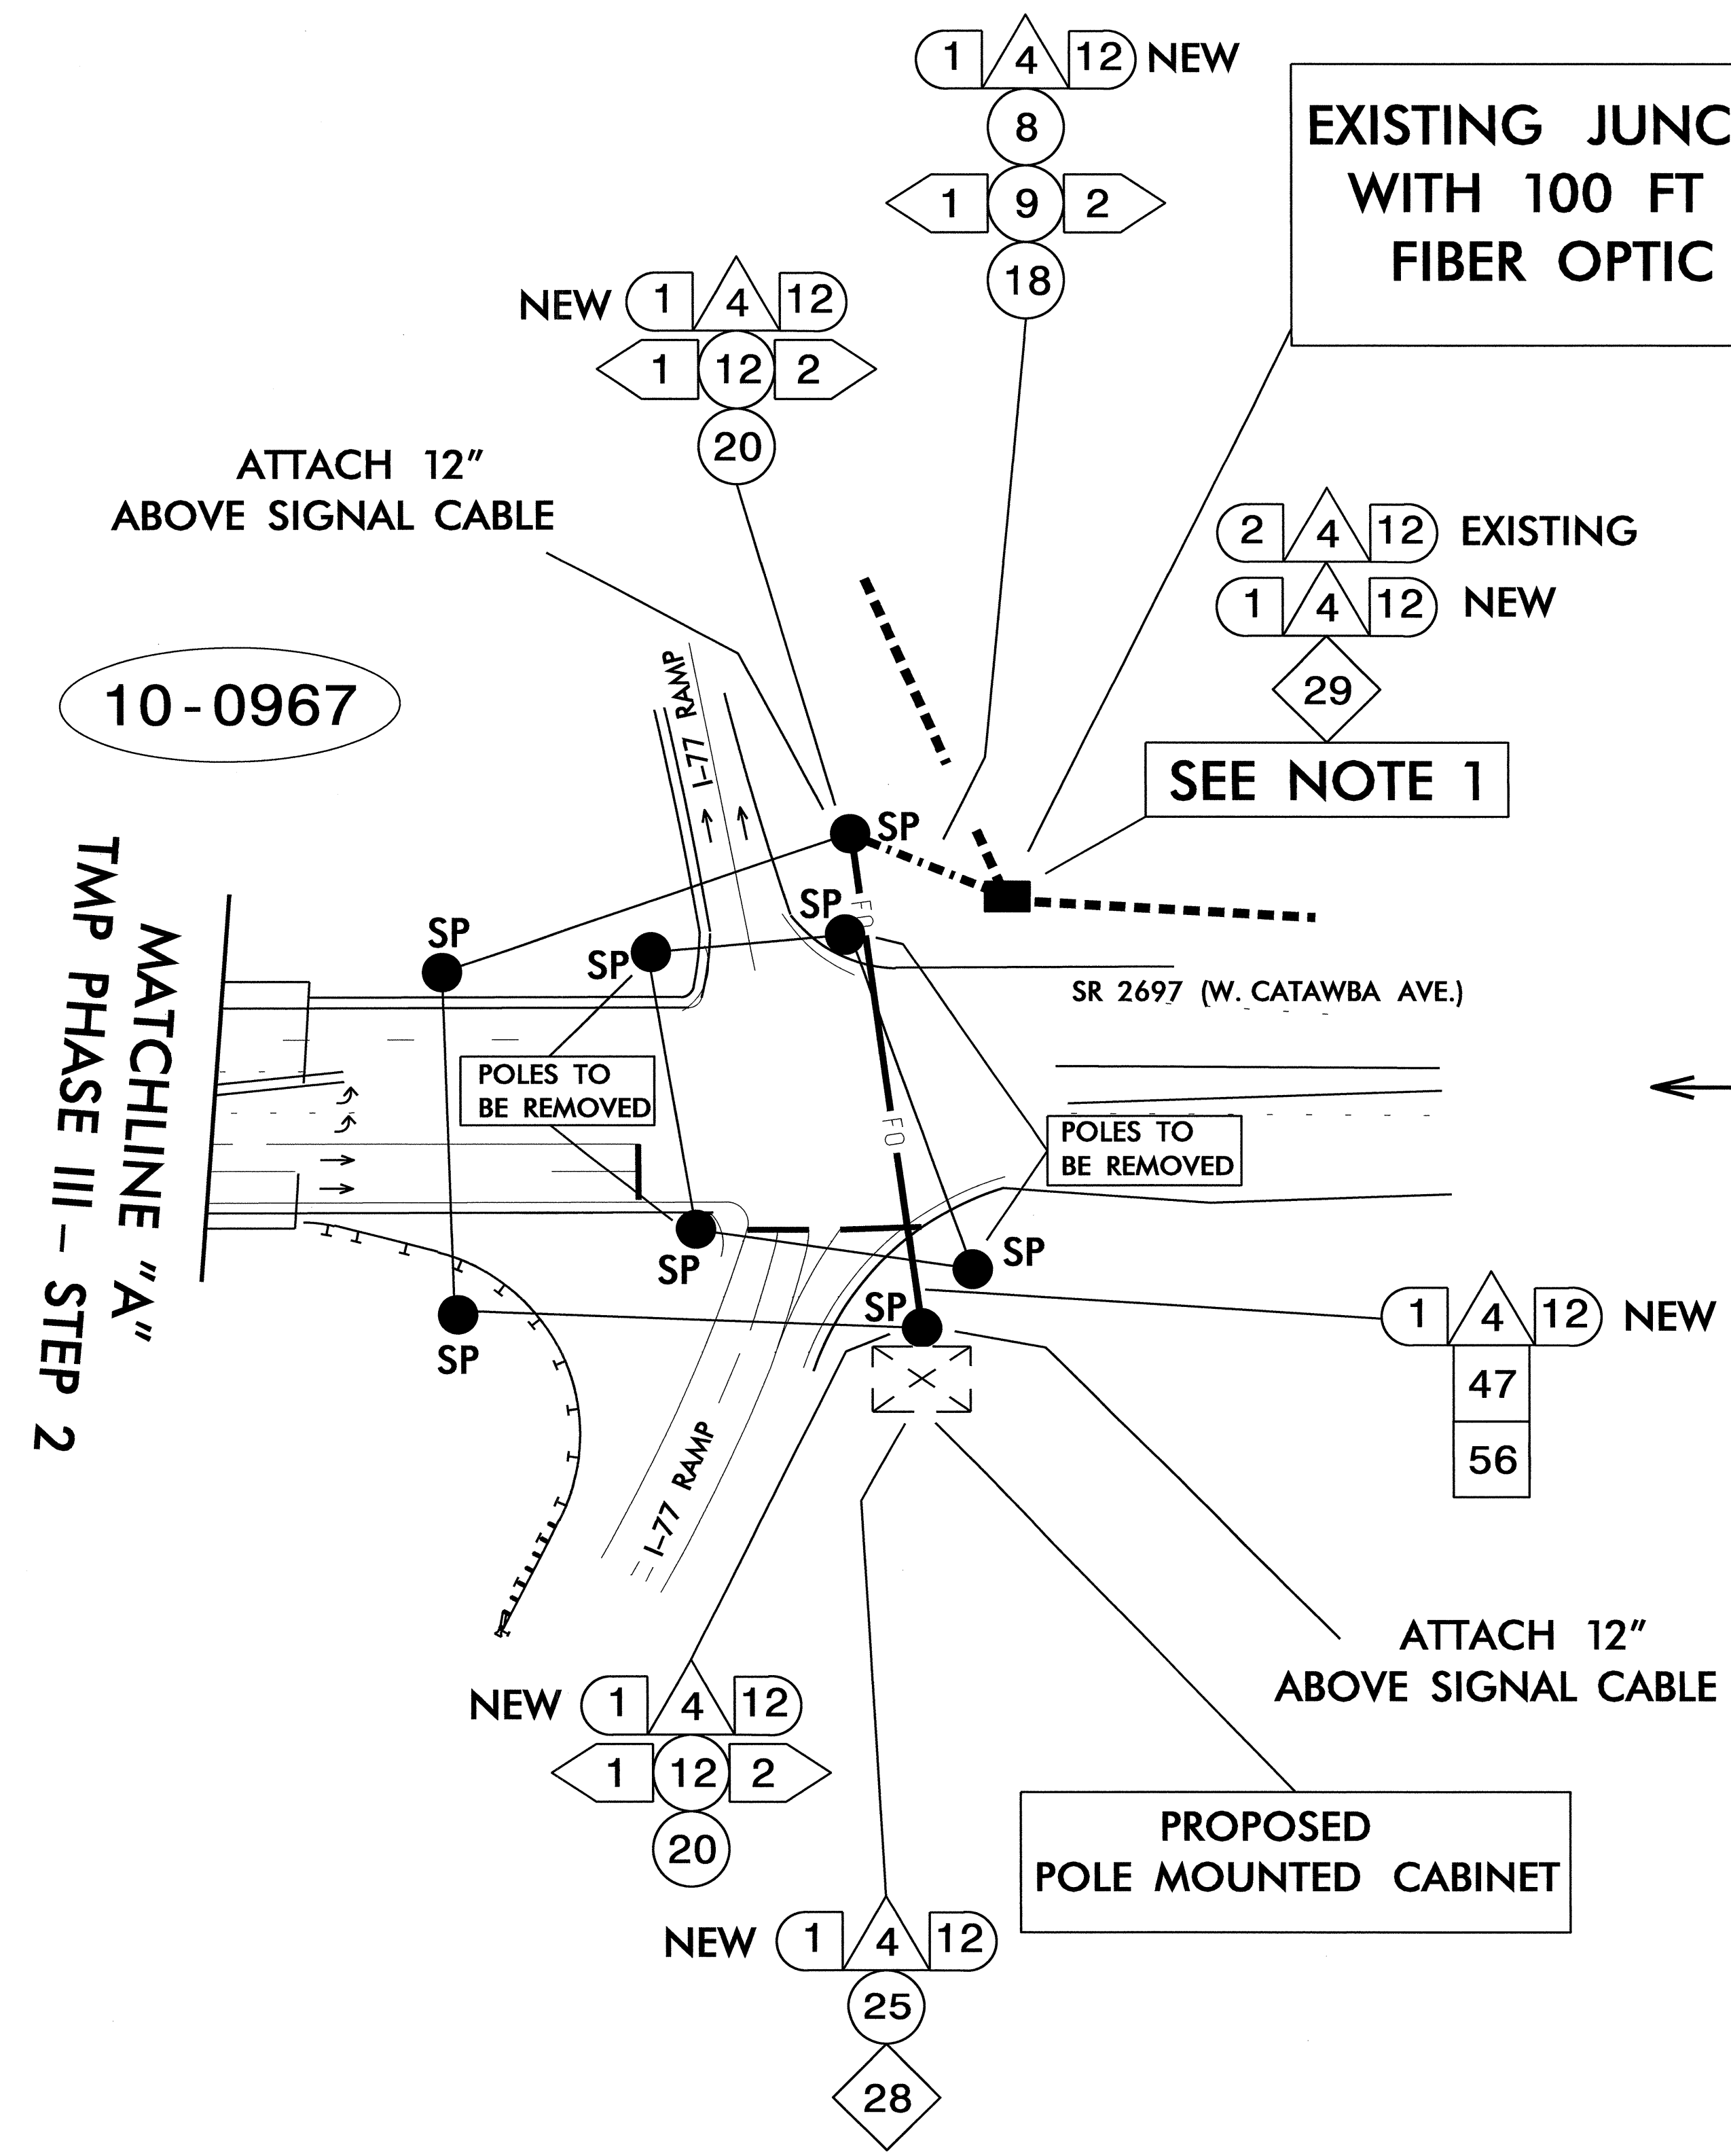 1 4 12 NEW
8
1 9 2
18
EXISTING JUNC
WITH 100 FT
FIBER OPTIC
NEW 1 4 12
1 12 2
20
ATTACH 12"
ABOVE SIGNAL CABLE
2 4 12 EXISTING
1 4 12 NEW
29
SEE NOTE 1
10-0967
I-77 RAMP
SP
SP
SP
SP
FO
SR 2697 (W. CATAWBA AVE.)
MATCHLINE "A"
TMP PHASE III - STEP 2
POLES TO
BE REMOVED
FO
POLES TO
BE REMOVED
SP
SP
SP
SP
1 4 12 NEW
47
56
I-77 RAMP
ATTACH 12"
ABOVE SIGNAL CABLE
NEW 1 4 12
1 12 2
20
PROPOSED
POLE MOUNTED CABINET
NEW 1 4 12
25
28